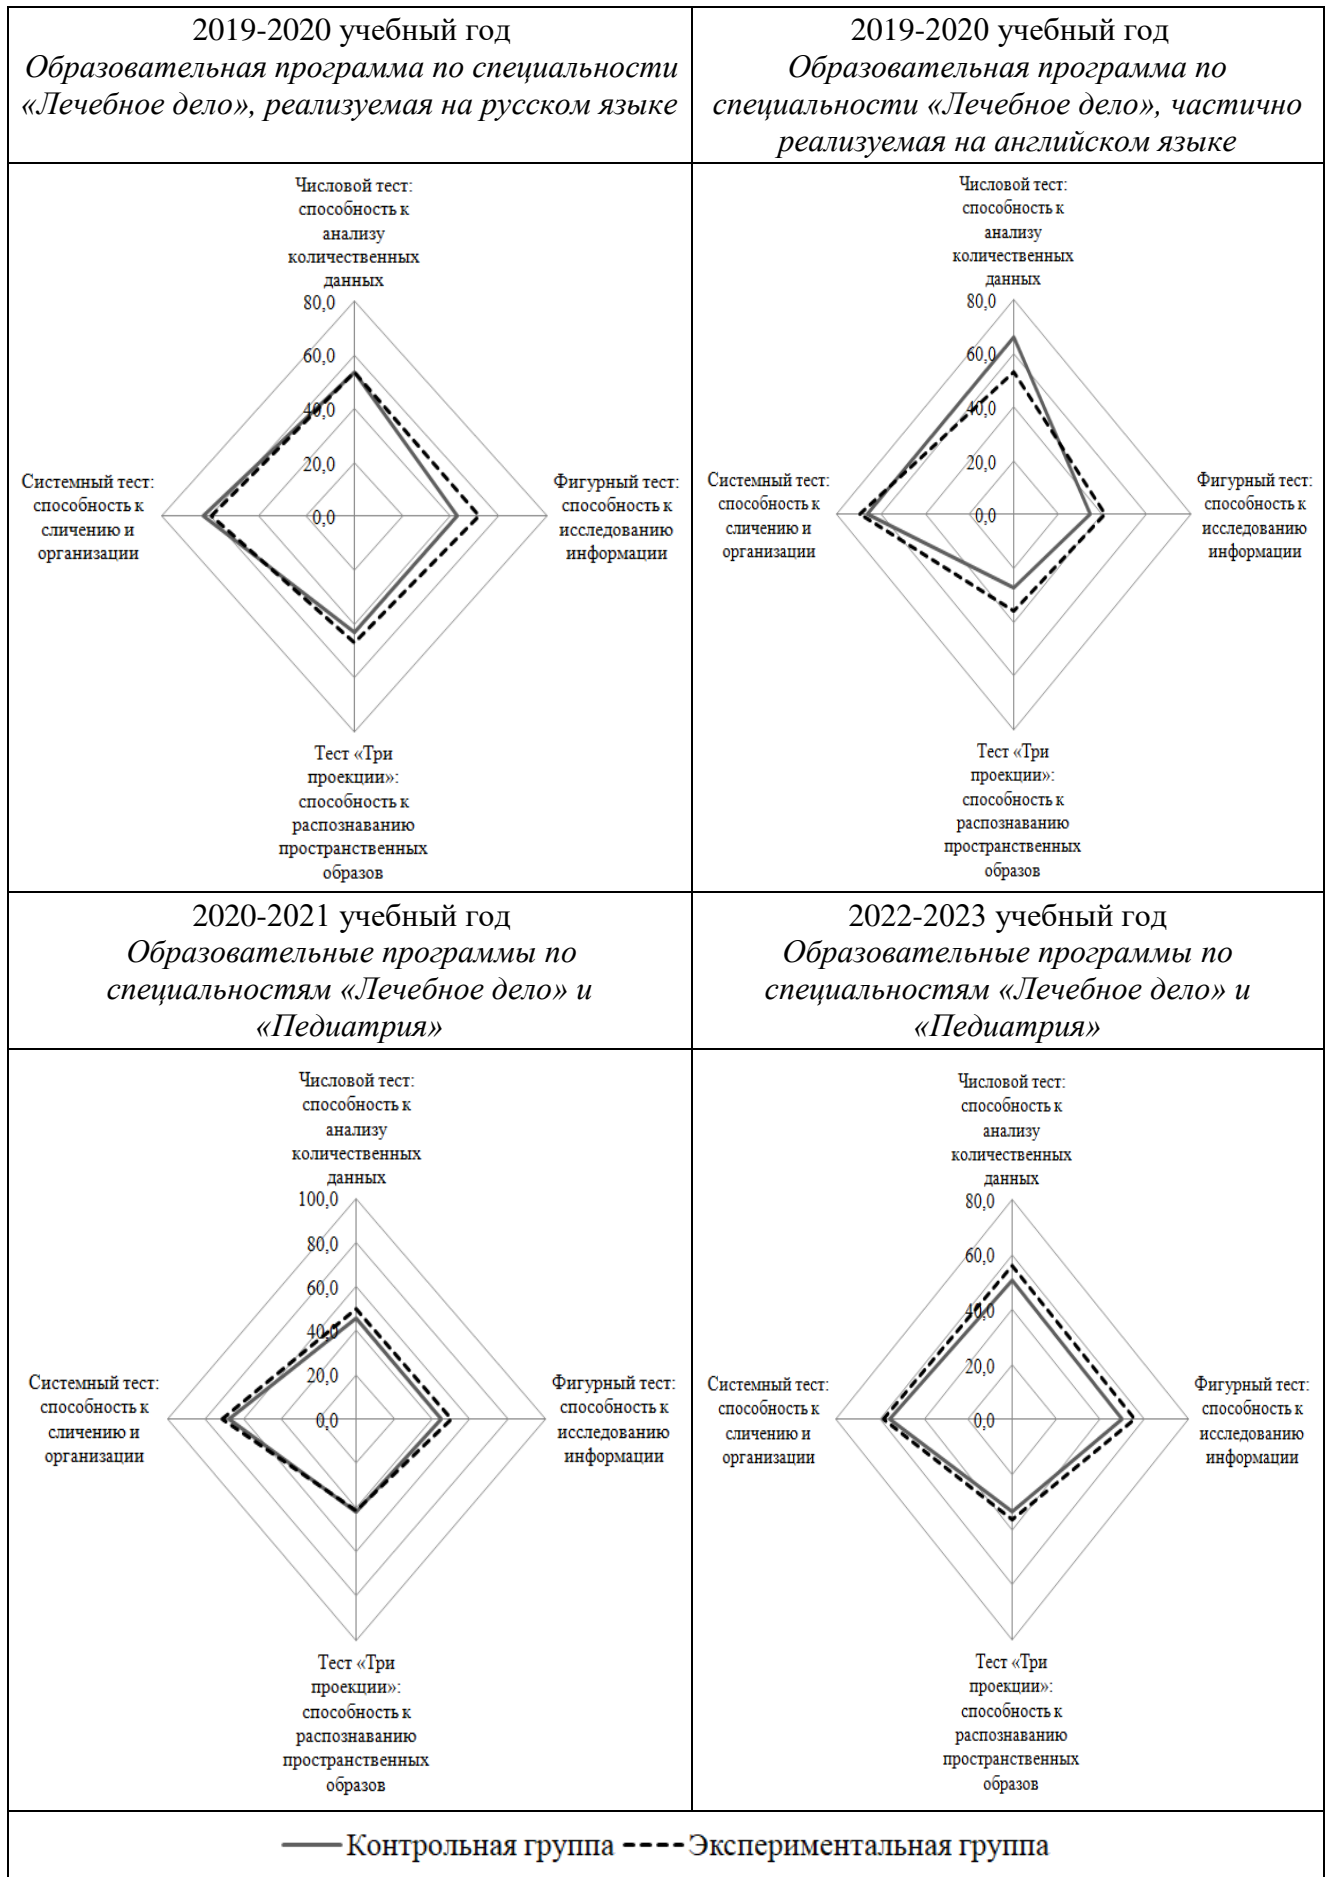 2019-2020 учебный год
Образовательная программа по специальности
«Лечебное дело», реализуемая на русском языке
2019-2020 учебный год
Образовательная программа по
специальности «Лечебное дело», частично
реализуемая на английском языке
Числовой тест:
способность к
анализу
количественных
данных
80,0
60,0
40,0
20,0
0,0
Системный тест:
способность к
сличению и
организации
Фигурный тест:
способность к
исследованию
информации
Тест «Три
проекции»:
способность к
распознаванию
пространственных
образов
Числовой тест:
способность к
анализу
количественных
данных
80,0
60,0
40,0
20,0
0,0
Системный тест:
способность к
сличению и
организации
Фигурный тест:
способность к
исследованию
информации
Тест «Три
проекции»:
способность к
распознаванию
пространственных
образов
2020-2021 учебный год
Образовательные программы по
специальностям «Лечебное дело» и
«Педиатрия»
2022-2023 учебный год
Образовательные программы по
специальностям «Лечебное дело» и
«Педиатрия»
Числовой тест:
способность к
анализу
количественных
данных
100,0
80,0
60,0
40,0
20,0
0,0
Системный тест:
способность к
сличению и
организации
Фигурный тест:
способность к
исследованию
информации
Тест «Три
проекции»:
способность к
распознаванию
пространственных
образов
Числовой тест:
способность к
анализу
количественных
данных
80,0
60,0
40,0
20,0
0,0
Системный тест:
способность к
сличению и
организации
Фигурный тест:
способность к
исследованию
информации
Тест «Три
проекции»:
способность к
распознаванию
пространственных
образов
Контрольная группа Экспериментальная группа